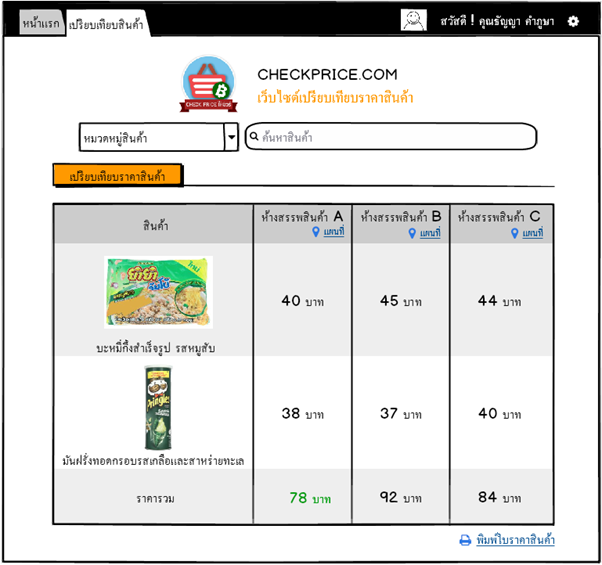 หน้าแรก
เปรียบเทียบสินค้า
สวัสดี ! คุณธัญญา คำภูษา
CHECK PRICE
CHECKPRICE.COM
เว็บไซต์เปรียบเทียบราคาสินค้า
หมวดหมู่สินค้า
ค้นหาสินค้า
เปรียบเทียบราคาสินค้า
สินค้า
ห้างสรรพสินค้า A
แผนที่
ห้างสรรพสินค้า B
แผนที่
ห้างสรรพสินค้า C
แผนที่
ยำยำ
จัมโบ้
ใหม่
บะหมี่กึ่งสำเร็จรูป รสหมูสับ
40 บาท
45 บาท
44 บาท
Pringles
มันฝรั่งทอดกรอบรสเกลือและสาหร่ายทะเล
38 บาท
37 บาท
40 บาท
ราคารวม
78 บาท
92 บาท
84 บาท
พิมพ์ใบราคาสินค้า